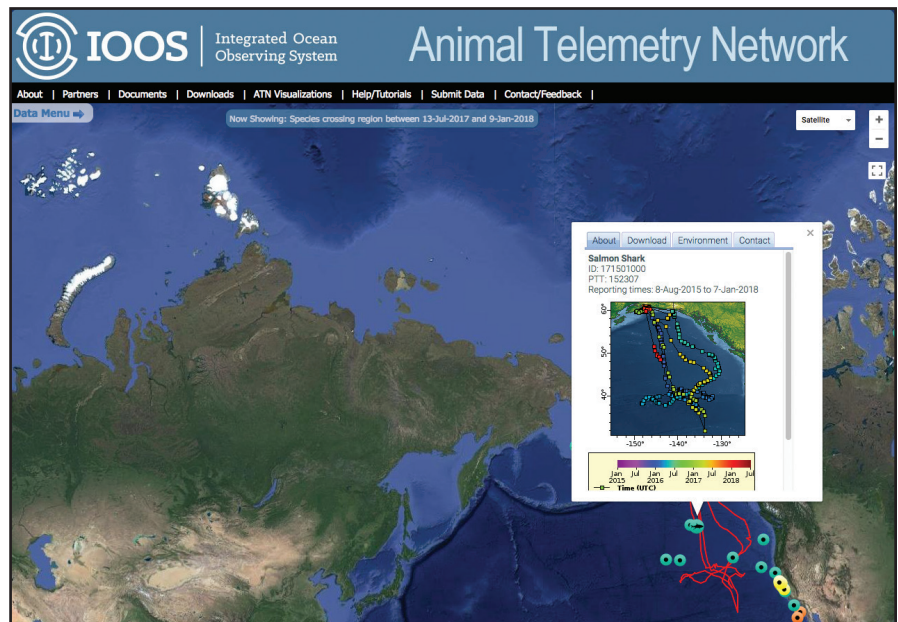 IOOS
Integrated Ocean
Observing System
Animal Telemetry Network
About | Partners | Documents | Downloads | ATN Visualizations | Help/Tutorials | Submit Data | Contact/Feedback |
Data Menu
Now Showing: Species crossing region between 13-Jul-2017 and 9-Jan-2018
Satellite
+
−
×
About Download Environment Contact
Salmon Shark
ID: 171501000
PTT: 152307
Reporting times: 8-Aug-2015 to 7-Jan-2018
60°
50°
40°
-150° -140° -130°
Jan Jul Jan Jul Jan Jul Jan Jul
2015 2016 2017 2018
Time (UTC)